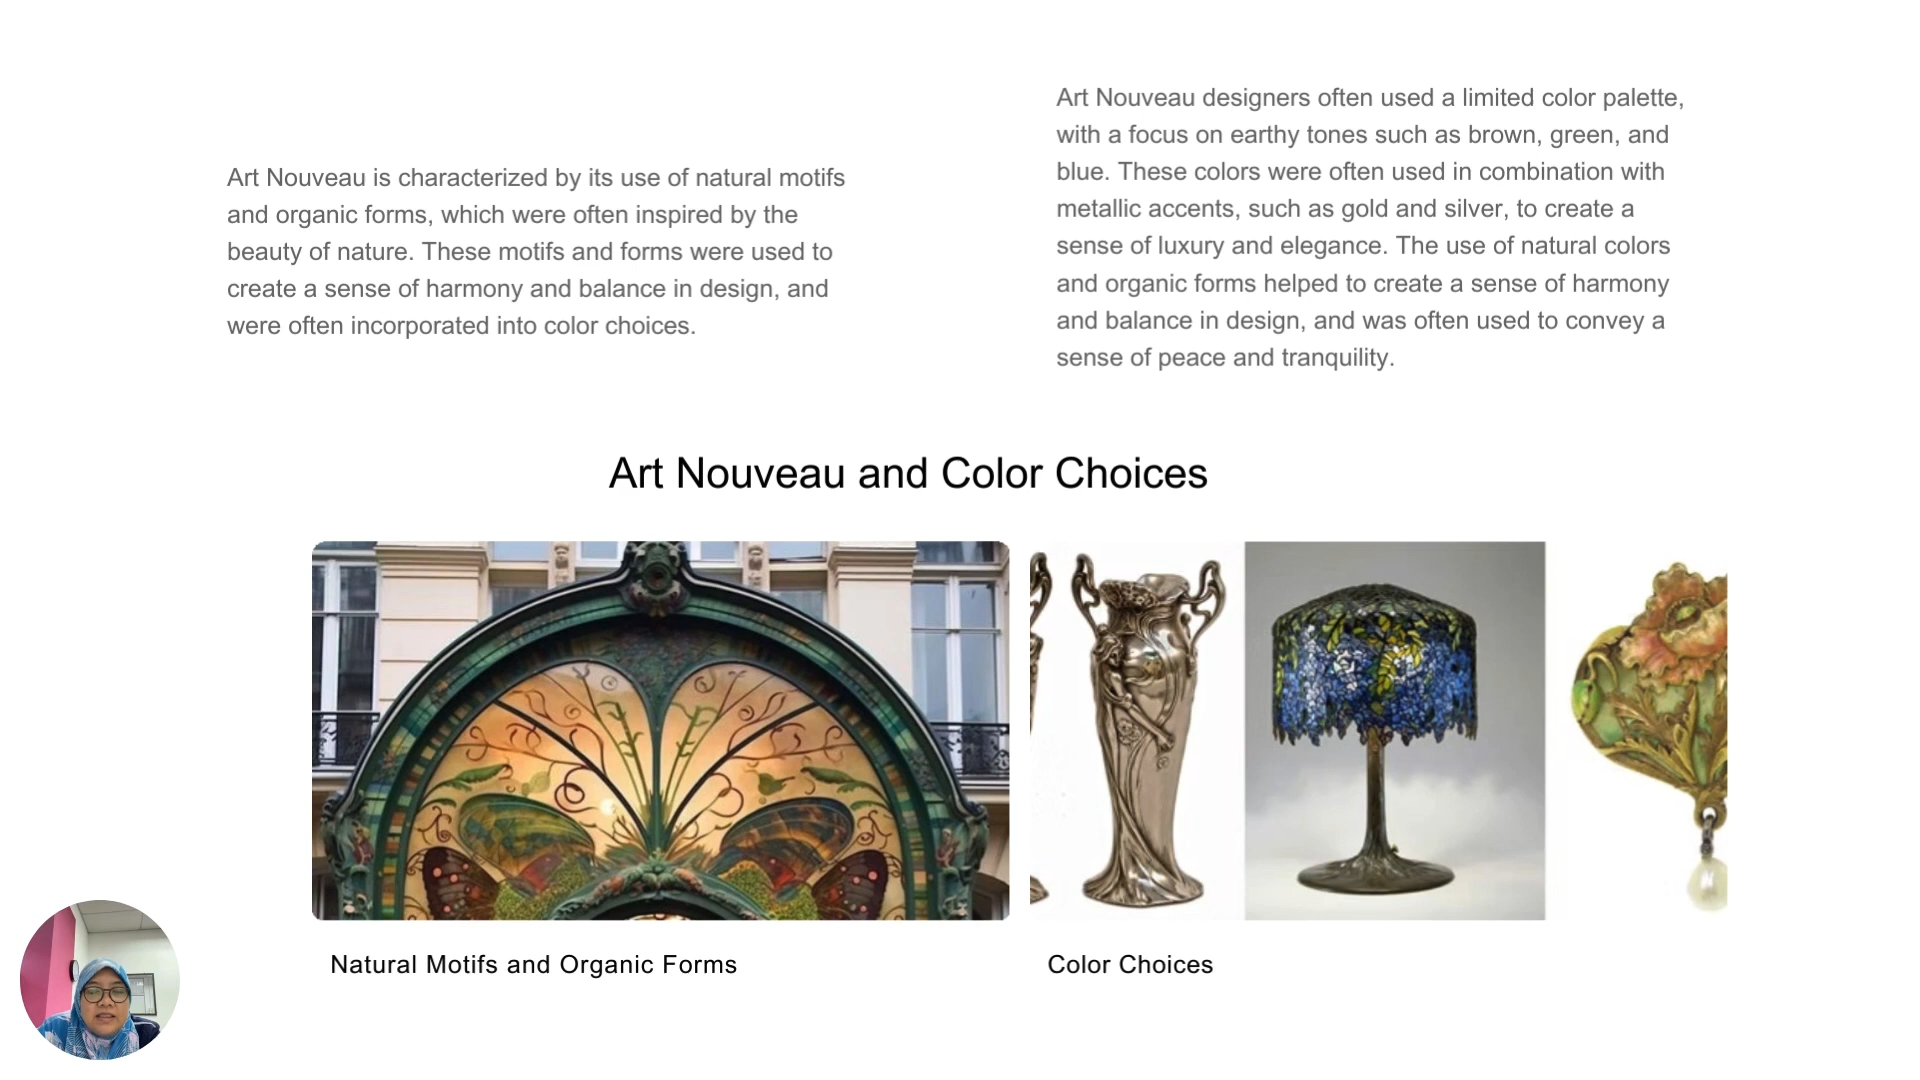 Art Nouveau is characterized by its use of natural motifs
and organic forms, which were often inspired by the
beauty of nature. These motifs and forms were used to
create a sense of harmony and balance in design, and
were often incorporated into color choices.
Art Nouveau designers often used a limited color palette,
with a focus on earthy tones such as brown, green, and
blue. These colors were often used in combination with
metallic accents, such as gold and silver, to create a
sense of luxury and elegance. The use of natural colors
and organic forms helped to create a sense of harmony
and balance in design, and was often used to convey a
sense of peace and tranquility.
Art Nouveau and Color Choices
Natural Motifs and Organic Forms
Color Choices